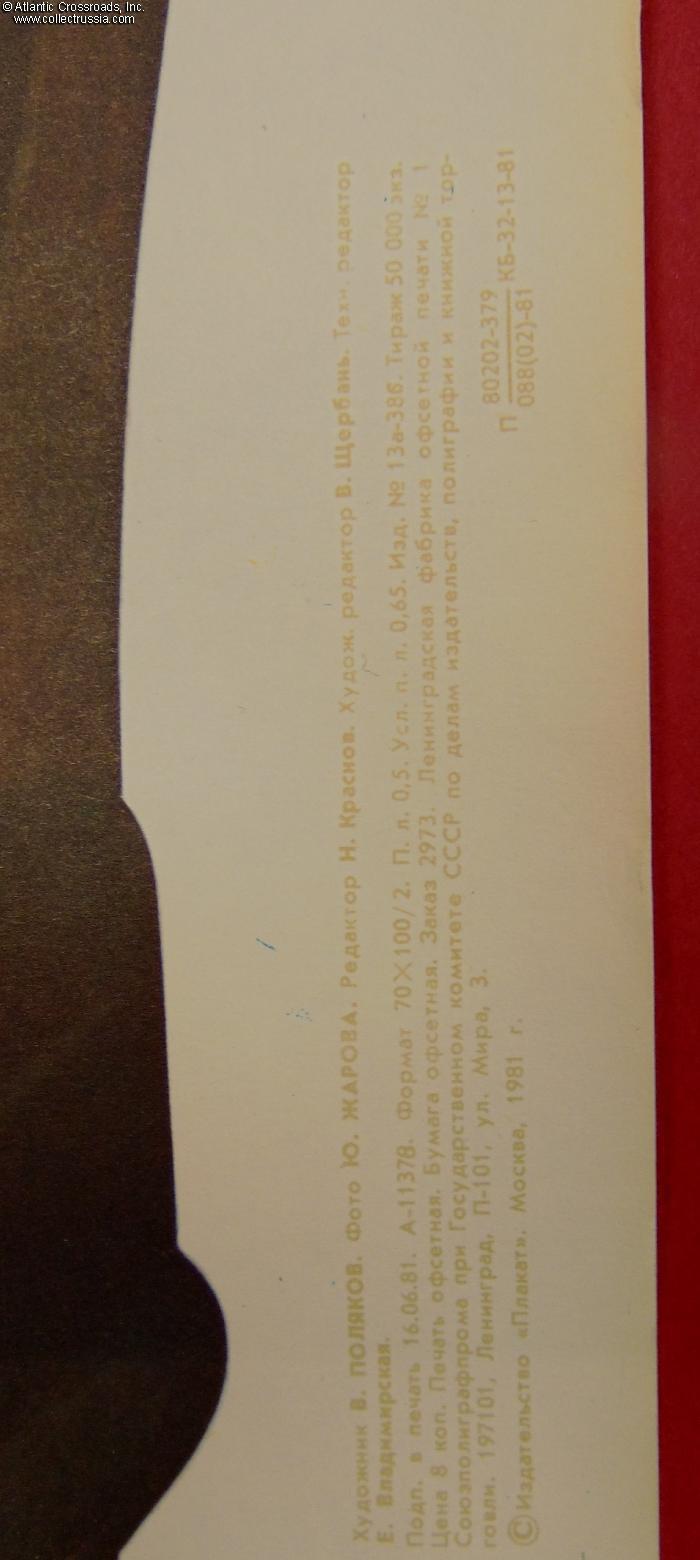 © Atlantic Crossroads, Inc.
www.collectrussia.com
Художник В. ПОЛЯКОВ. Фото Ю. ЖАРОВА. Редактор Н. Краснов. Худож. редактор В. Щербань. Техн. редактор
Е. Владимирская.
Подп. в печать 16.06.81. А-11378. Формат 70×100/2. П. л. 0,5. Усл. п. л. 0,65. Изд. № 13а-386. Тираж 50 000 экз.
Цена 8 коп. Печать офсетная. Бумага офсетная. Заказ 2973. Ленинградская фабрика офсетной печати № 1
Союзполиграфпрома при Государственном комитете СССР по делам издательств, полиграфии и книжной тор-
говли. 197101, Ленинград, П-101, ул. Мира, 3.
©Издательство «Плакат». Москва, 1981 г.
П 80202-379
088(02)-81 КБ-32-13-81